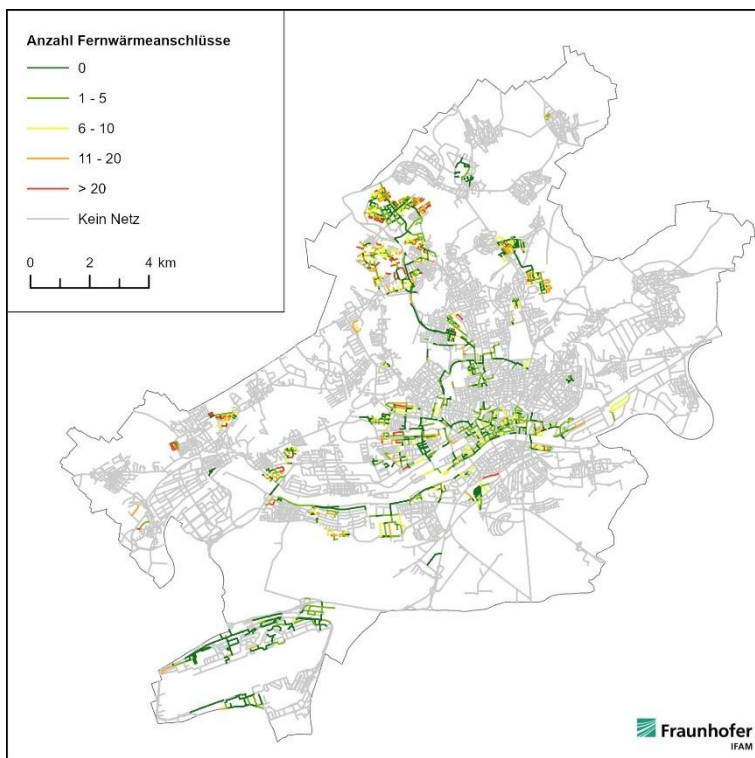 Anzahl Fernwärmeanschlüsse
0
1 - 5
6 - 10
11 - 20
> 20
Kein Netz
0 2 4 km
Fraunhofer
IFAM